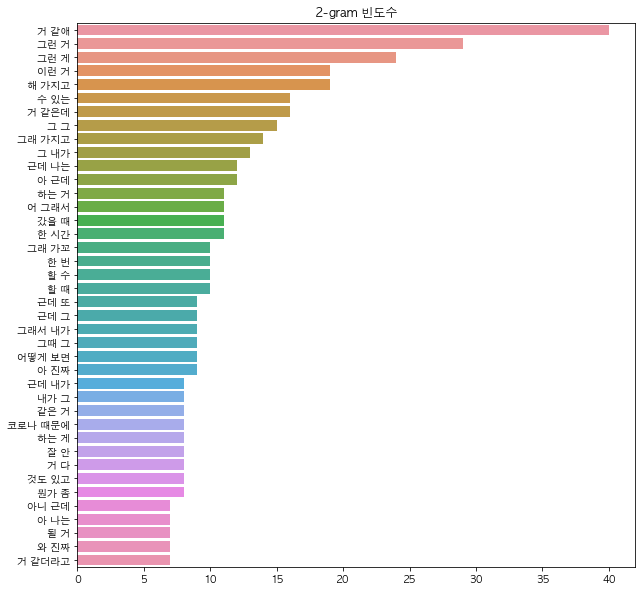 2-gram 빈도수
거 같애
그런 거
그런 게
이런 거
해 가지고
수 있는
거 같은데
그 그
그래 가지고
그 내가
근데 나는
아 근데
하는 거
어 그래서
갔을 때
한 시간
그래 가꼬
한 번
할 수
할 때
근데 또
근데 그
그래서 내가
그때 그
어떻게 보면
아 진짜
근데 내가
내가 그
같은 거
코로나 때문에
하는 게
잘 안
거 다
것도 있고
뭔가 좀
아니 근데
아 나는
될 거
와 진짜
거 같더라고
0 5 10 15 20 25 30 35 40